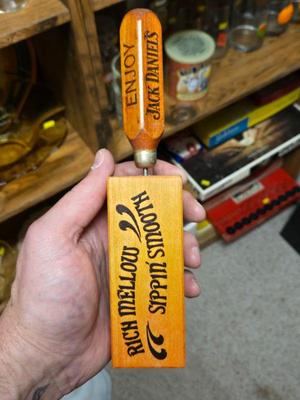 ENJOY
JACK DANIEL'S
RICH MELLOW
SIPPIN' SMOOTH